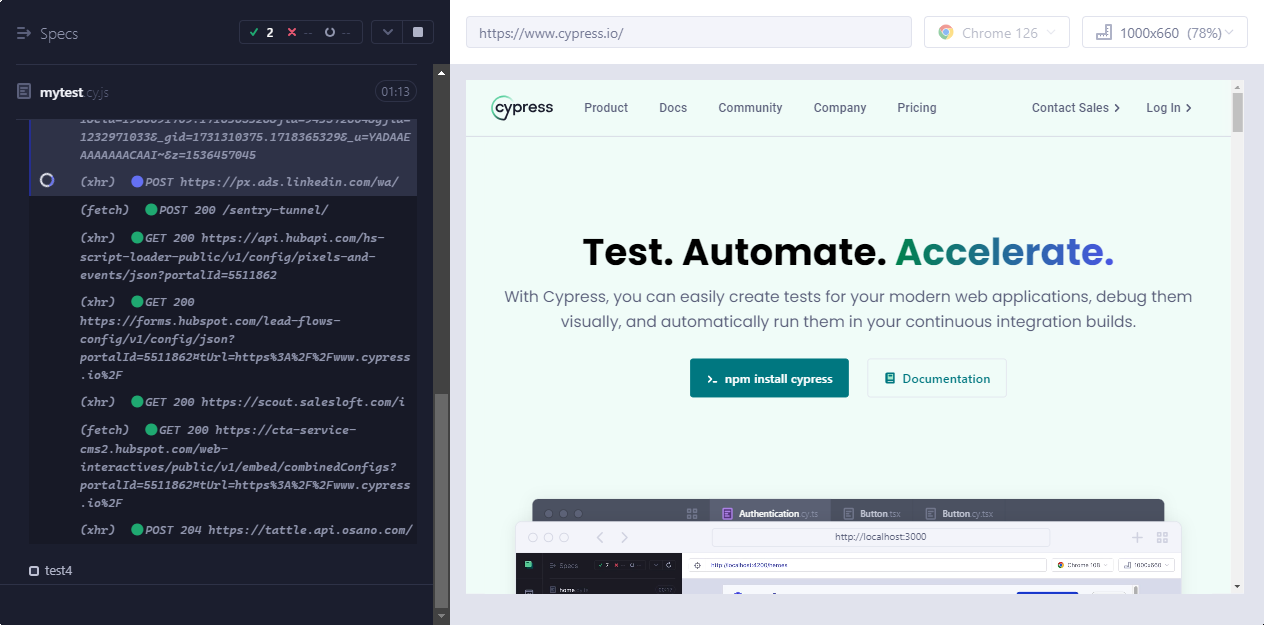 Specs
2
--
--
mytest.cy.js
01:13
1232971033&_gid=1731310375.1718365329&_u=YADAAE
AAAAAAACAAI~&z=1536457045
(xhr) POST https://px.ads.linkedin.com/wa/
(fetch) POST 200 /sentry-tunnel/
(xhr) GET 200 https://api.hubapi.com/hs-
script-loader-public/v1/config/pixels-and-
events/json?portalId=5511862
(xhr) GET 200
https://forms.hubspot.com/lead-flows-
config/v1/config/json?
portalId=5511862¤tUrl=https%3A%2F%2Fwww.cypress
.io%2F
(xhr) GET 200 https://scout.salesloft.com/i
(fetch) GET 200 https://cta-service-
cms2.hubspot.com/web-
interactives/public/v1/embed/combinedConfigs?
portalId=5511862¤tUrl=https%3A%2F%2Fwww.cypress
.io%2F
(xhr) POST 204 https://tattle.api.osano.com/
test4
https://www.cypress.io/
Chrome 126
1000x660 (78%)
cypress
Product Docs Community Company Pricing
Contact Sales
Log In
Test. Automate. Accelerate.
With Cypress, you can easily create tests for your modern web applications, debug them
visually, and automatically run them in your continuous integration builds.
npm install cypress
Documentation
Authentication.cy.ts
Button.tsx
Button.cy.tsx
http://localhost:3000
Specs
http://localhost:4200/heroes
Chrome 108
1000x660
home